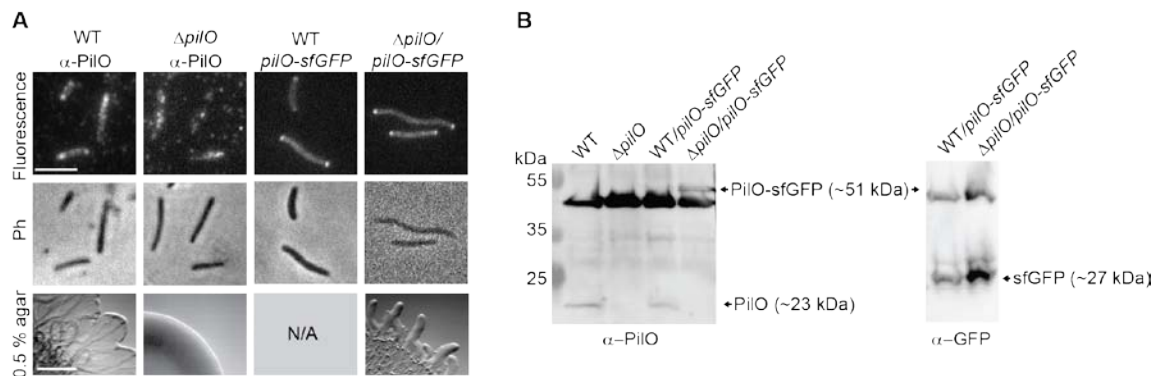 A
WT
α-PilO
ΔpilO
α-PilO
WT
pilO-sfGFP
ΔpilO/
pilO-sfGFP
Fluorescence
Ph
0.5 % agar
N/A
B
WT
ΔpilO
WT/pilO-sfGFP
ΔpilO/pilO-sfGFP
kDa
55
35
25
PilO-sfGFP (~51 kDa)
PilO (~23 kDa)
α–PilO
WT/pilO-sfGFP
ΔpilO/pilO-sfGFP
sfGFP (~27 kDa)
α–GFP